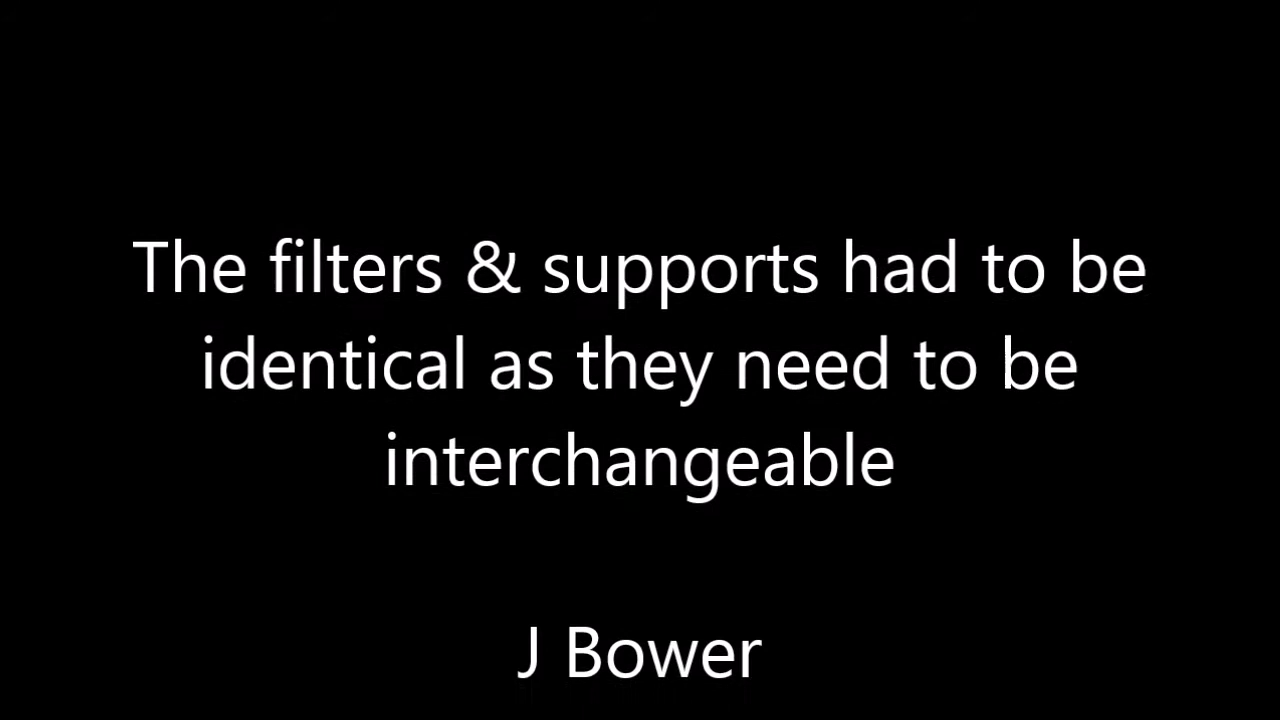 The filters & supports had to be
identical as they need to be
interchangeable
J Bower